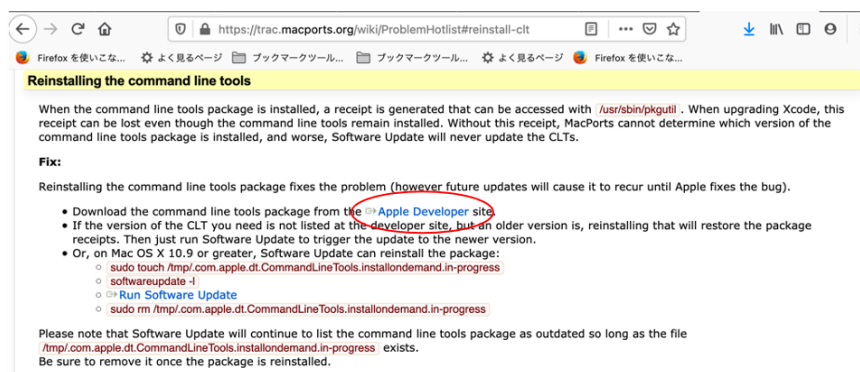 https://trac.macports.org/wiki/ProblemHotlist#reinstall-clt
Firefox を使いこな... よく見るページ ブックマークツール... ブックマークツール... よく見るページ Firefox を使いこな...
Reinstalling the command line tools
When the command line tools package is installed, a receipt is generated that can be accessed with /usr/sbin/pkgutil . When upgrading Xcode, this
receipt can be lost even though the command line tools remain installed. Without this receipt, MacPorts cannot determine which version of the
command line tools package is installed, and worse, Software Update will never update the CLTs.
Fix:
Reinstalling the command line tools package fixes the problem (however future updates will cause it to recur until Apple fixes the bug).
• Download the command line tools package from the Apple Developer site.
• If the version of the CLT you need is not listed at the developer site, but an older version is, reinstalling that will restore the package
receipts. Then just run Software Update to trigger the update to the newer version.
• Or, on Mac OS X 10.9 or greater, Software Update can reinstall the package:
◦ sudo touch /tmp/.com.apple.dt.CommandLineTools.installondemand.in-progress
◦ softwareupdate -l
◦ Run Software Update
◦ sudo rm /tmp/.com.apple.dt.CommandLineTools.installondemand.in-progress
Please note that Software Update will continue to list the command line tools package as outdated so long as the file
/tmp/.com.apple.dt.CommandLineTools.installondemand.in-progress exists.
Be sure to remove it once the package is reinstalled.